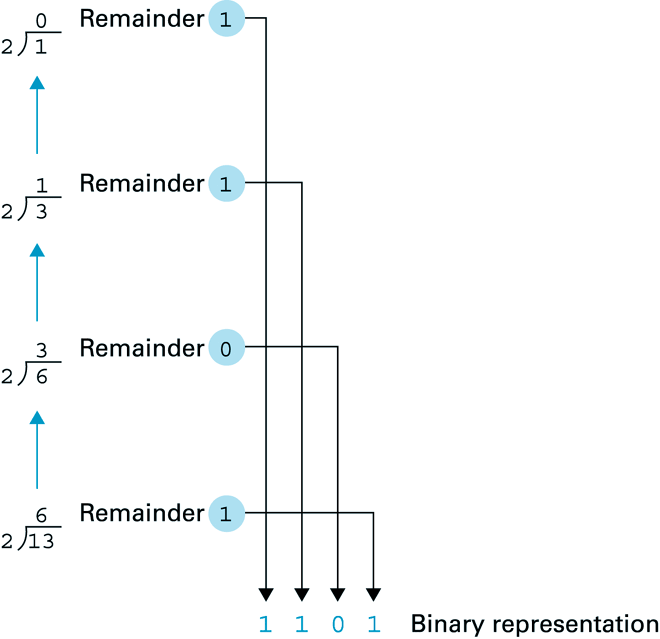 0
2)1 Remainder 1
1
2)3 Remainder 1
3
2)6 Remainder 0
6
2)13 Remainder 1
1 1 0 1 Binary representation